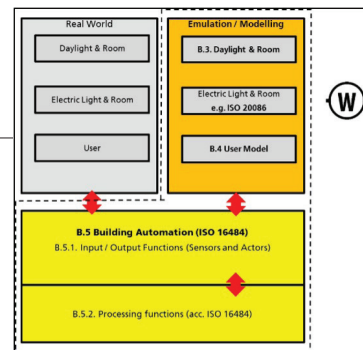 Real World
Daylight & Room
Electric Light & Room
User
Emulation / Modelling
B.3. Daylight & Room
Electric Light & Room
e.g. ISO 20086
B.4 User Model
W
B.5 Building Automation (ISO 16484)
B.5.1. Input / Output Functions (Sensors and Actors)
B.5.2. Processing functions (acc. ISO 16484)